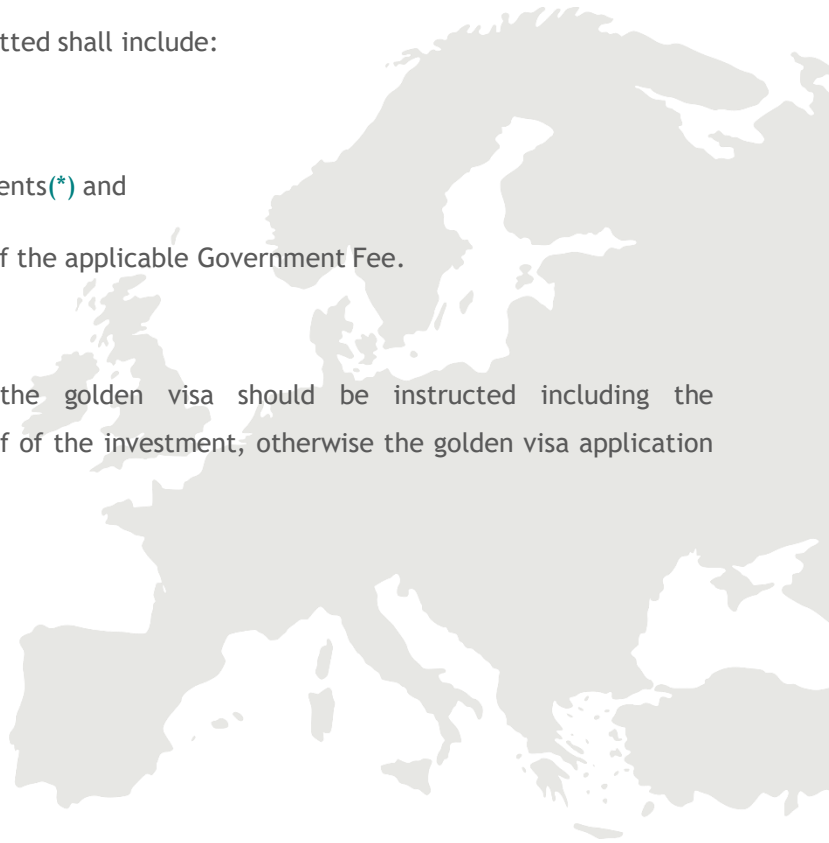 tted shall include:
ents(*) and
f the applicable Government Fee.
the golden visa should be instructed including the
f of the investment, otherwise the golden visa application